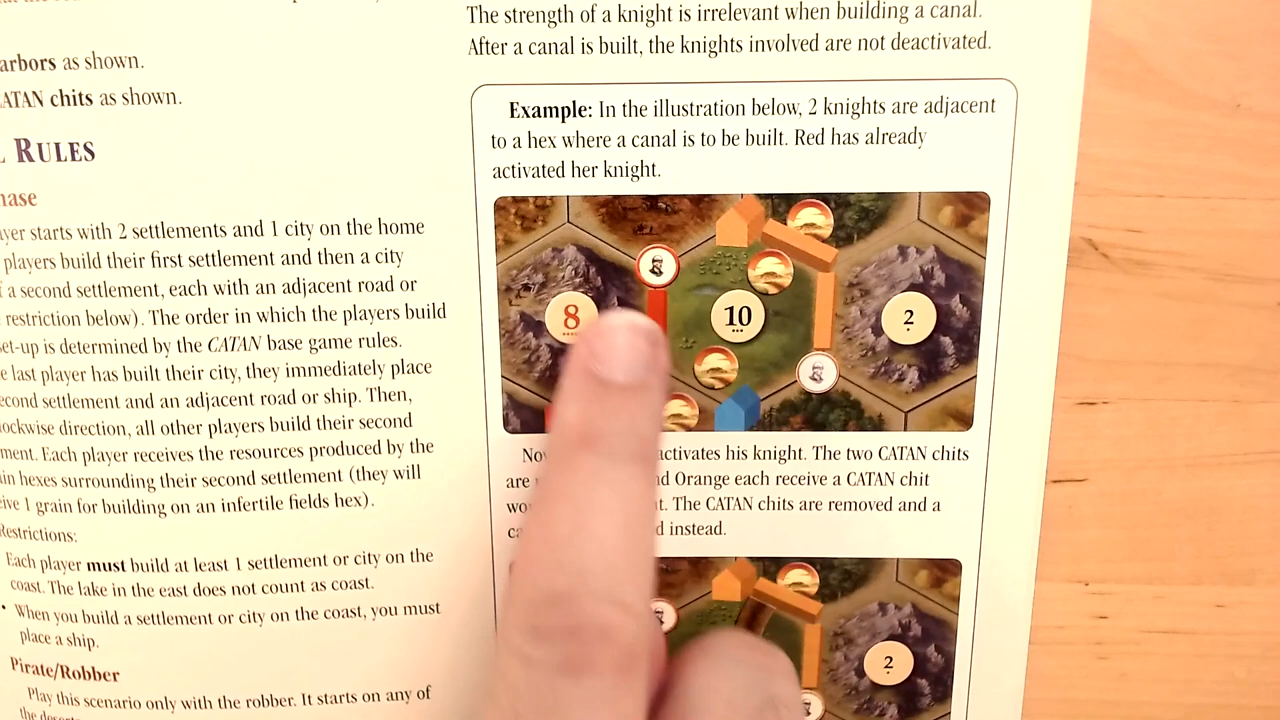 arbors as shown.
ATAN chits as shown.
RULES
hase
yer starts with 2 settlements and 1 city on the home
players build their first settlement and then a city
a second settlement, each with an adjacent road or
restriction below). The order in which the players build
et-up is determined by the CATAN base game rules.
e last player has built their city, they immediately place
econd settlement and an adjacent road or ship. Then,
ockwise direction, all other players build their second
ment. Each player receives the resources produced by the
in hexes surrounding their second settlement (they will
eive 1 grain for building on an infertile fields hex).
Restrictions:
Each player must build at least 1 settlement or city on the
coast. The lake in the east does not count as coast.
• When you build a settlement or city on the coast, you must
place a ship.
Pirate/Robber
Play this scenario only with the robber. It starts on any of
the
The strength of a knight is irrelevant when building a canal.
After a canal is built, the knights involved are not deactivated.
Example: In the illustration below, 2 knights are adjacent
to a hex where a canal is to be built. Red has already
activated her knight.
8
10
2
activates his knight. The two CATAN chits
are
Orange each receive a CATAN chit
The CATAN chits are removed and a
instead.
2